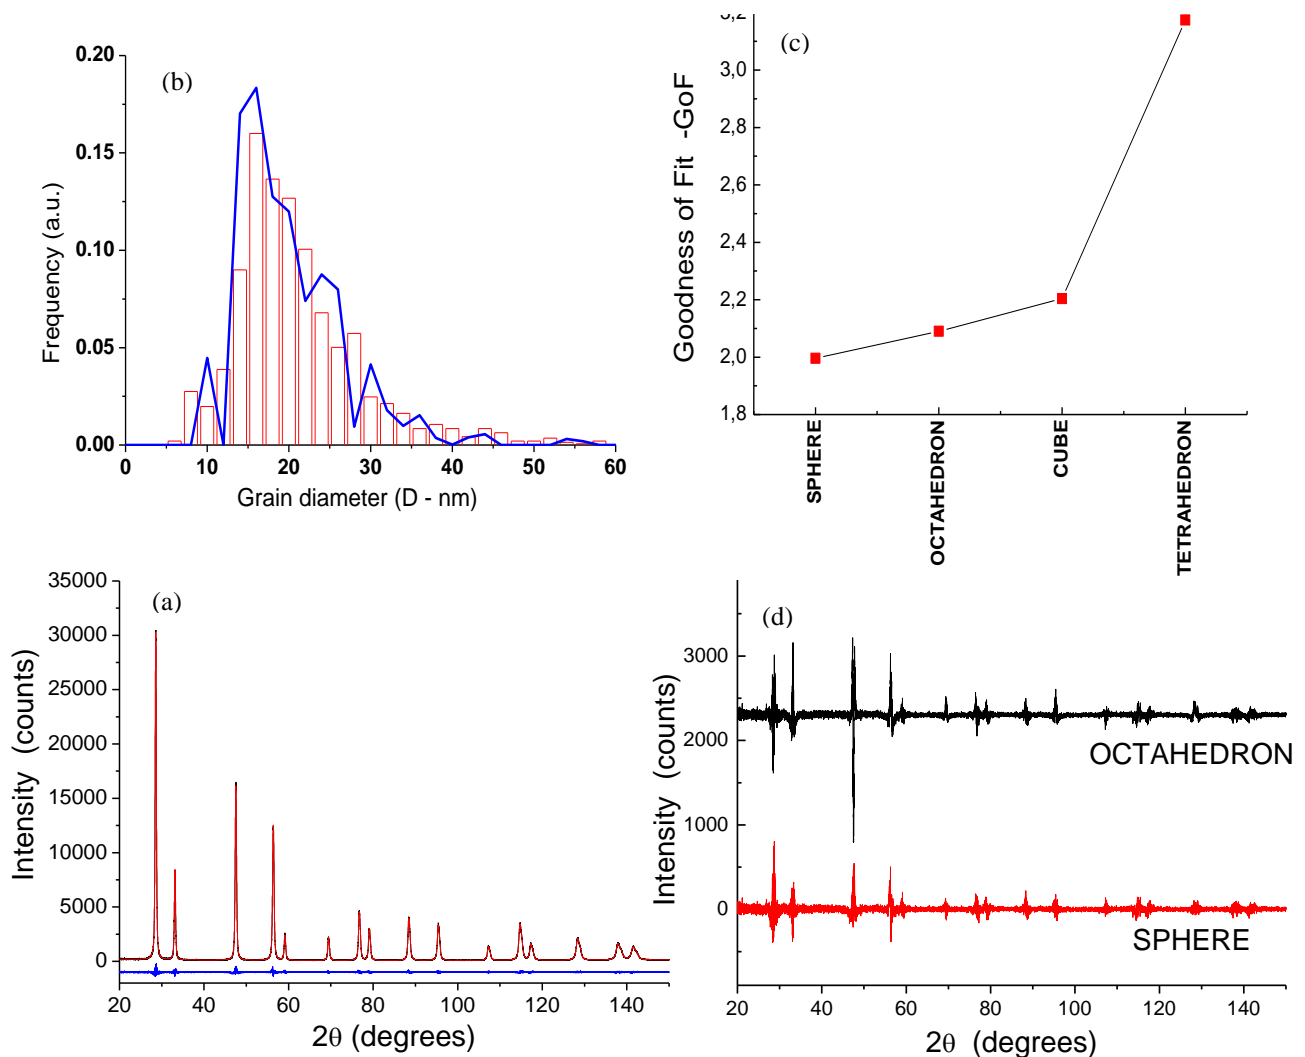 (b)
0.20
0.15
0.10
0.05
0.00
Frequency (a.u.)
0 10 20 30 40 50 60
Grain diameter (D - nm)
(c)
3,2
3,0
2,8
2,6
2,4
2,2
2,0
1,8
Goodness of Fit -GoF
SPHERE
OCTAHEDRON
CUBE
TETRAHEDRON
(a)
35000
30000
25000
20000
15000
10000
5000
0
Intensity (counts)
20 40 60 80 100 120 140
2θ (degrees)
(d)
3000
2000
1000
0
Intensity (counts)
OCTAHEDRON
SPHERE
20 40 60 80 100 120 140
2θ (degrees)